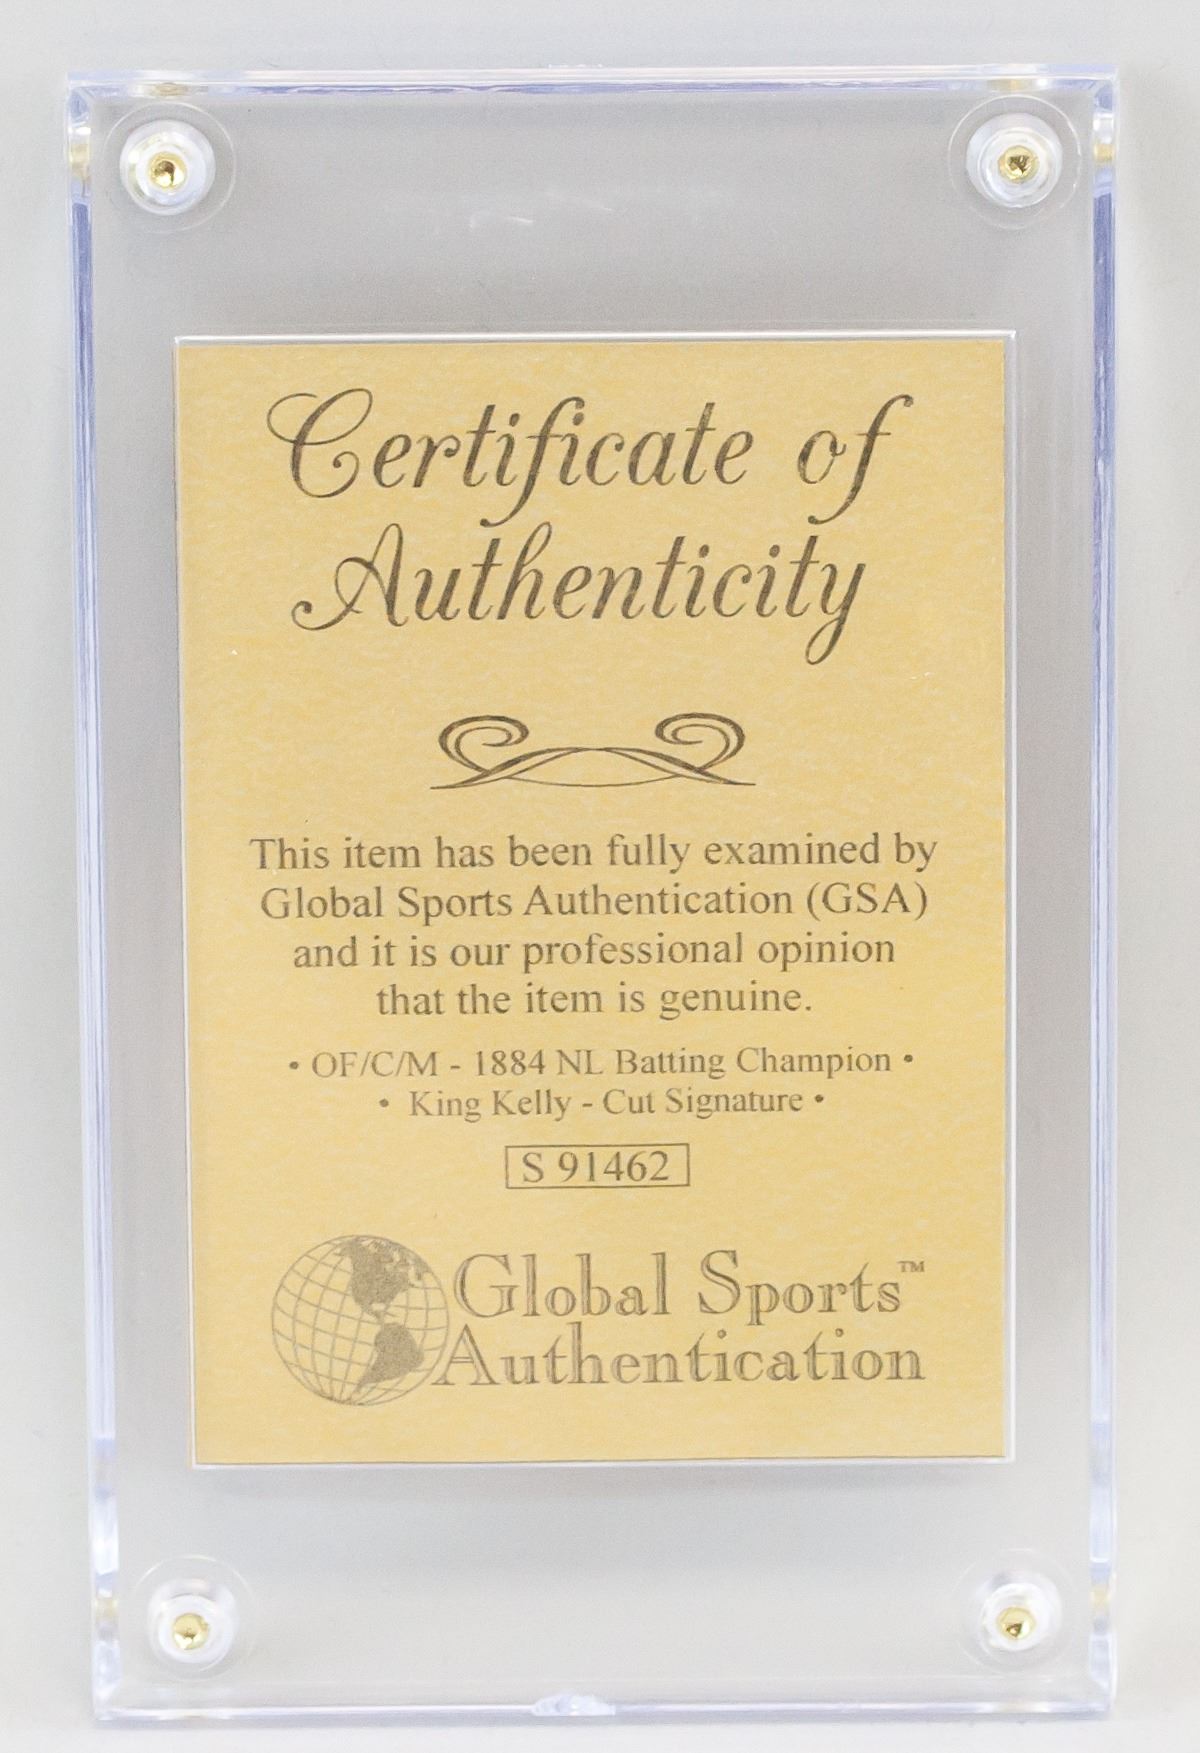 Certificate of
Authenticity
This item has been fully examined by
Global Sports Authentication (GSA)
and it is our professional opinion
that the item is genuine.
• OF/C/M - 1884 NL Batting Champion •
• King Kelly - Cut Signature •
S 91462
Global Sports™
Authentication